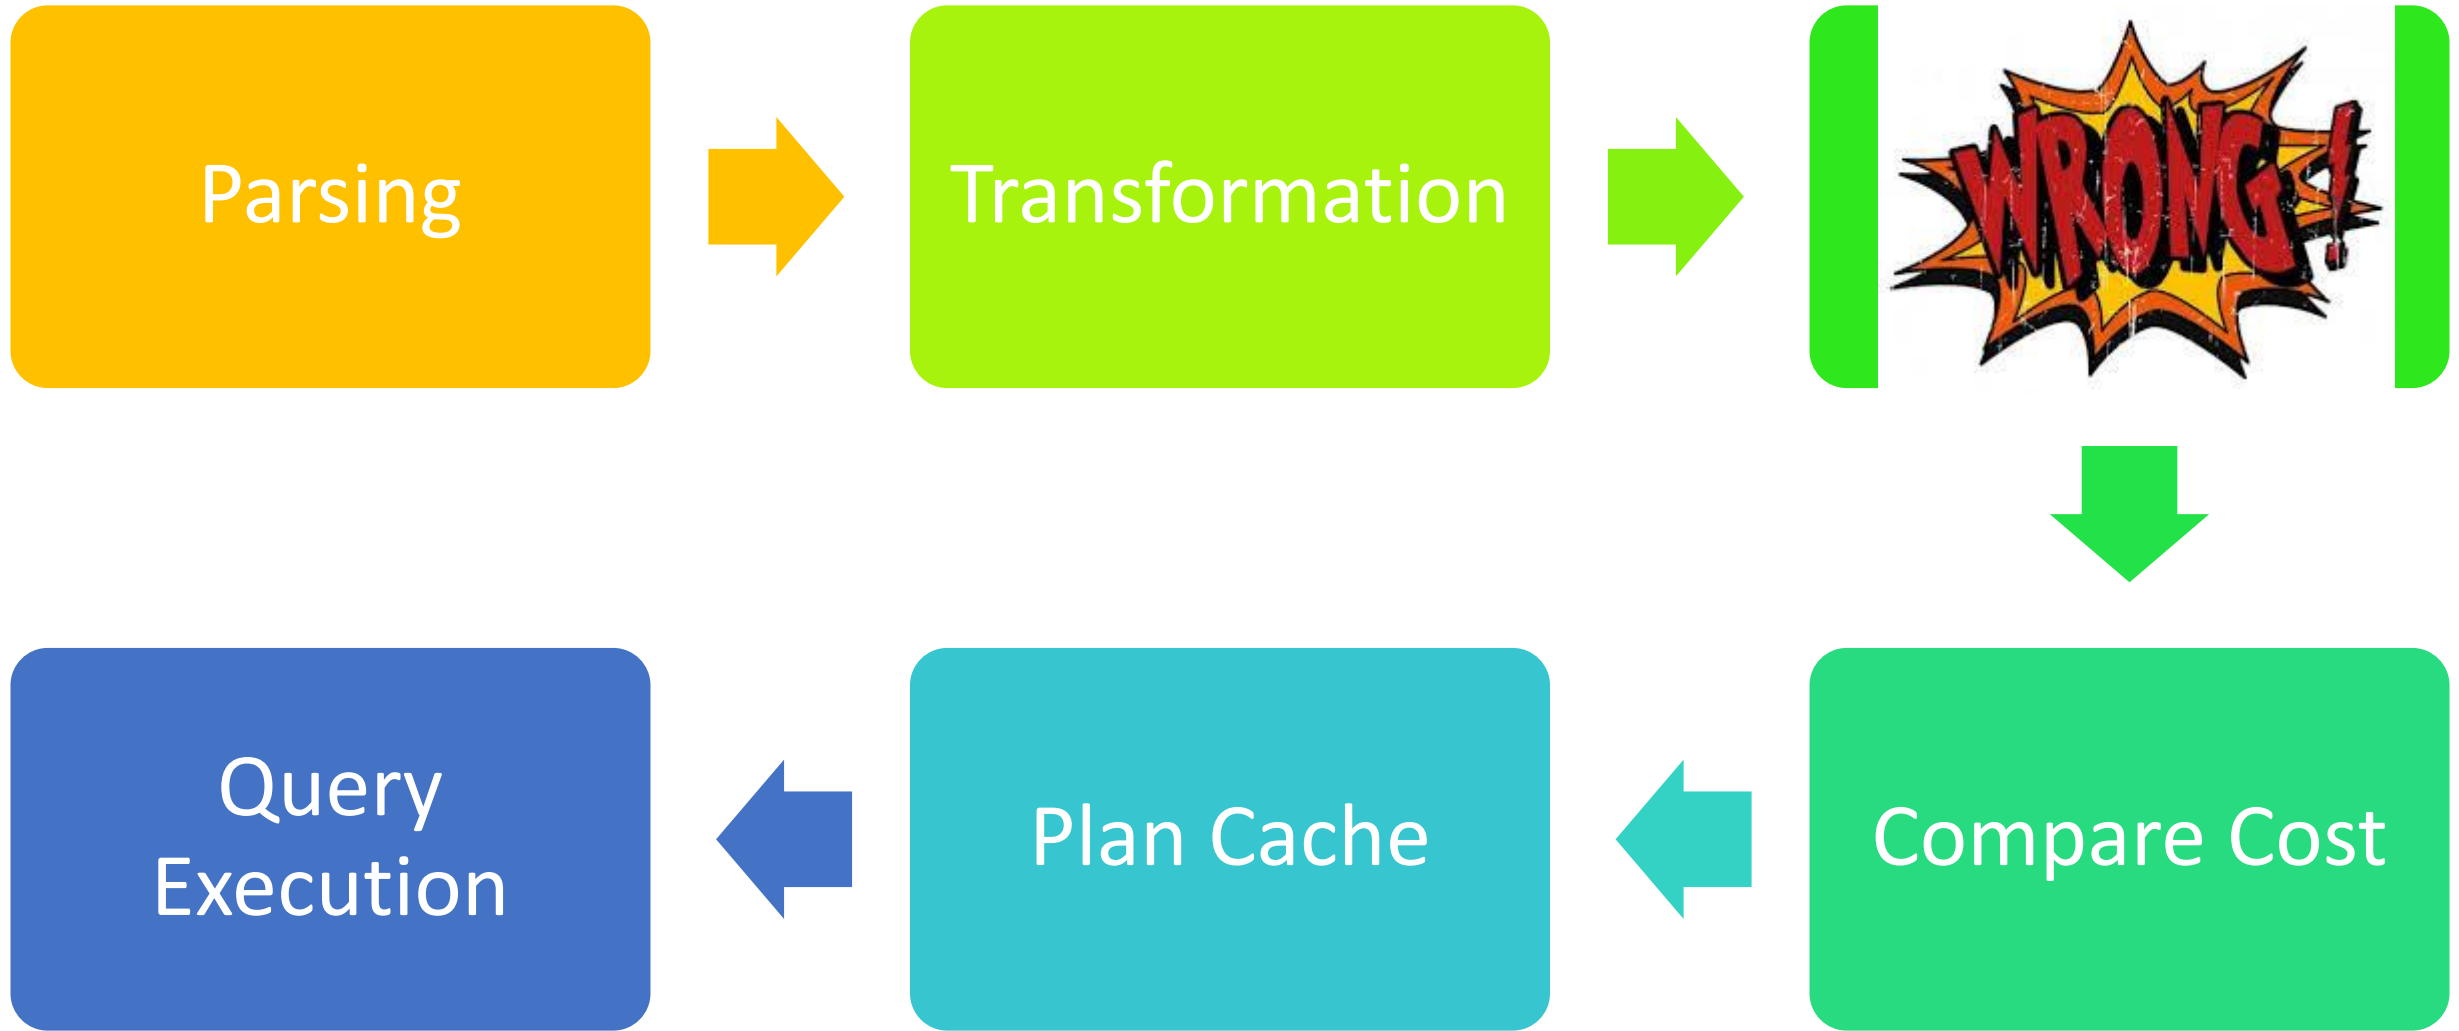 Parsing
Transformation
WRONG!
Compare Cost
Plan Cache
Query
Execution